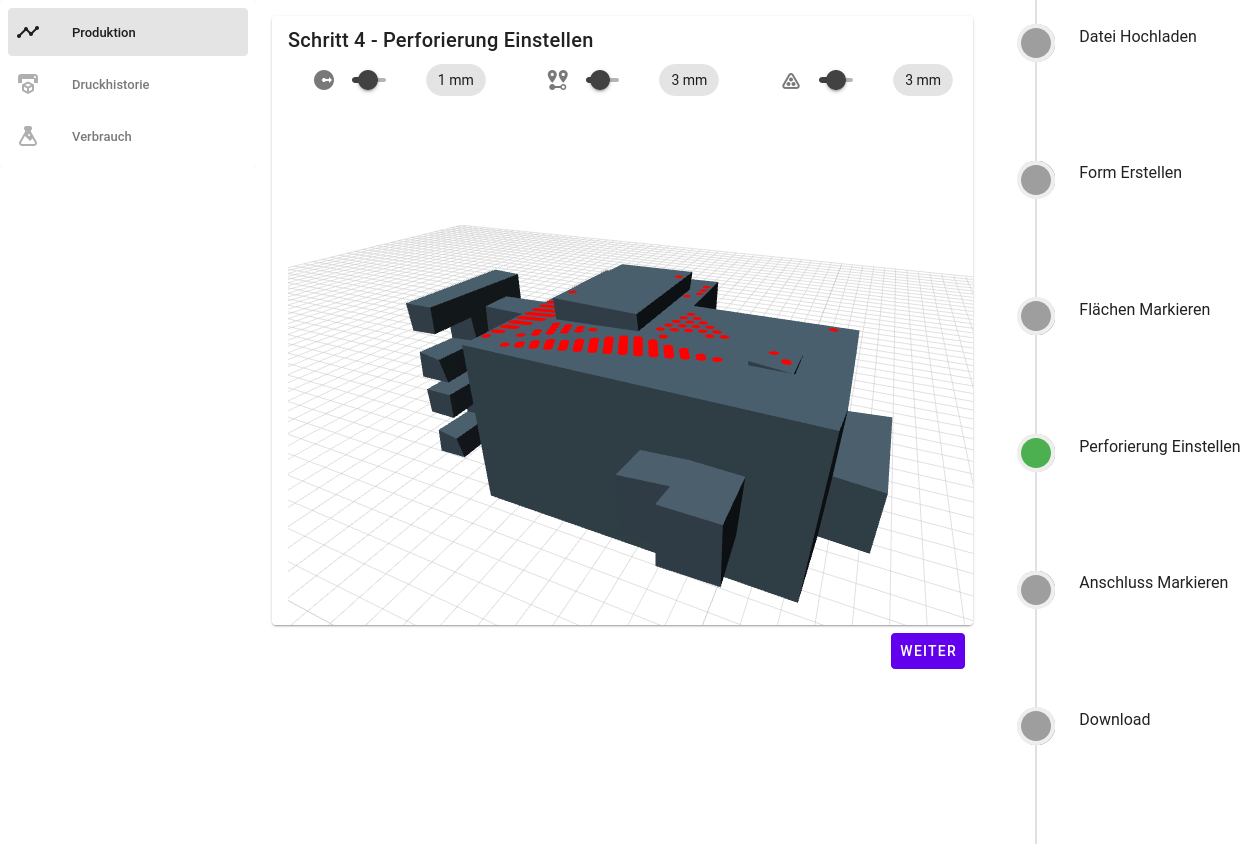 Produktion
Druckhistorie
Verbrauch
Schritt 4 - Perforierung Einstellen
1 mm
3 mm
3 mm
WEITER
Datei Hochladen
Form Erstellen
Flächen Markieren
Perforierung Einstellen
Anschluss Markieren
Download